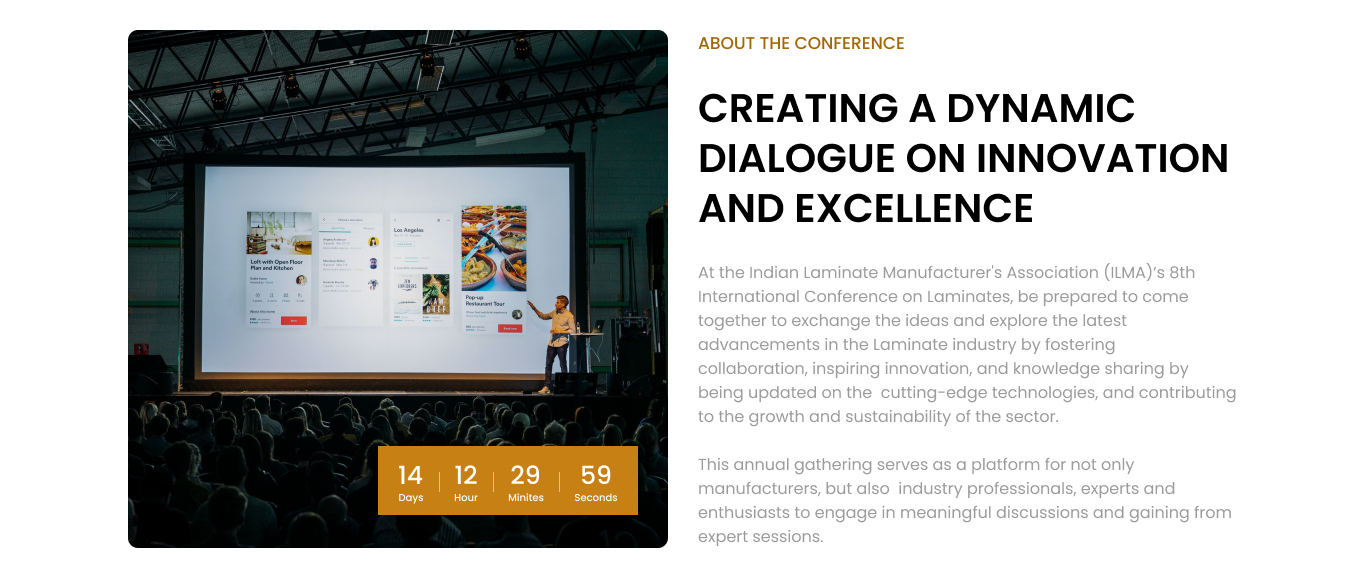 ABOUT THE CONFERENCE
CREATING A DYNAMIC
DIALOGUE ON INNOVATION
AND EXCELLENCE
At the Indian Laminate Manufacturer's Association (ILMA)’s 8th
International Conference on Laminates, be prepared to come
together to exchange the ideas and explore the latest
advancements in the Laminate industry by fostering
collaboration, inspiring innovation, and knowledge sharing by
being updated on the  cutting-edge technologies, and contributing
to the growth and sustainability of the sector.
This annual gathering serves as a platform for not only
manufacturers, but also  industry professionals, experts and
enthusiasts to engage in meaningful discussions and gaining from
expert sessions.
Loft with Open Floor
Plan and Kitchen
Los Angeles
Pop-up
Restaurant Tour
14 12 29 59
Days Hour Minites Seconds